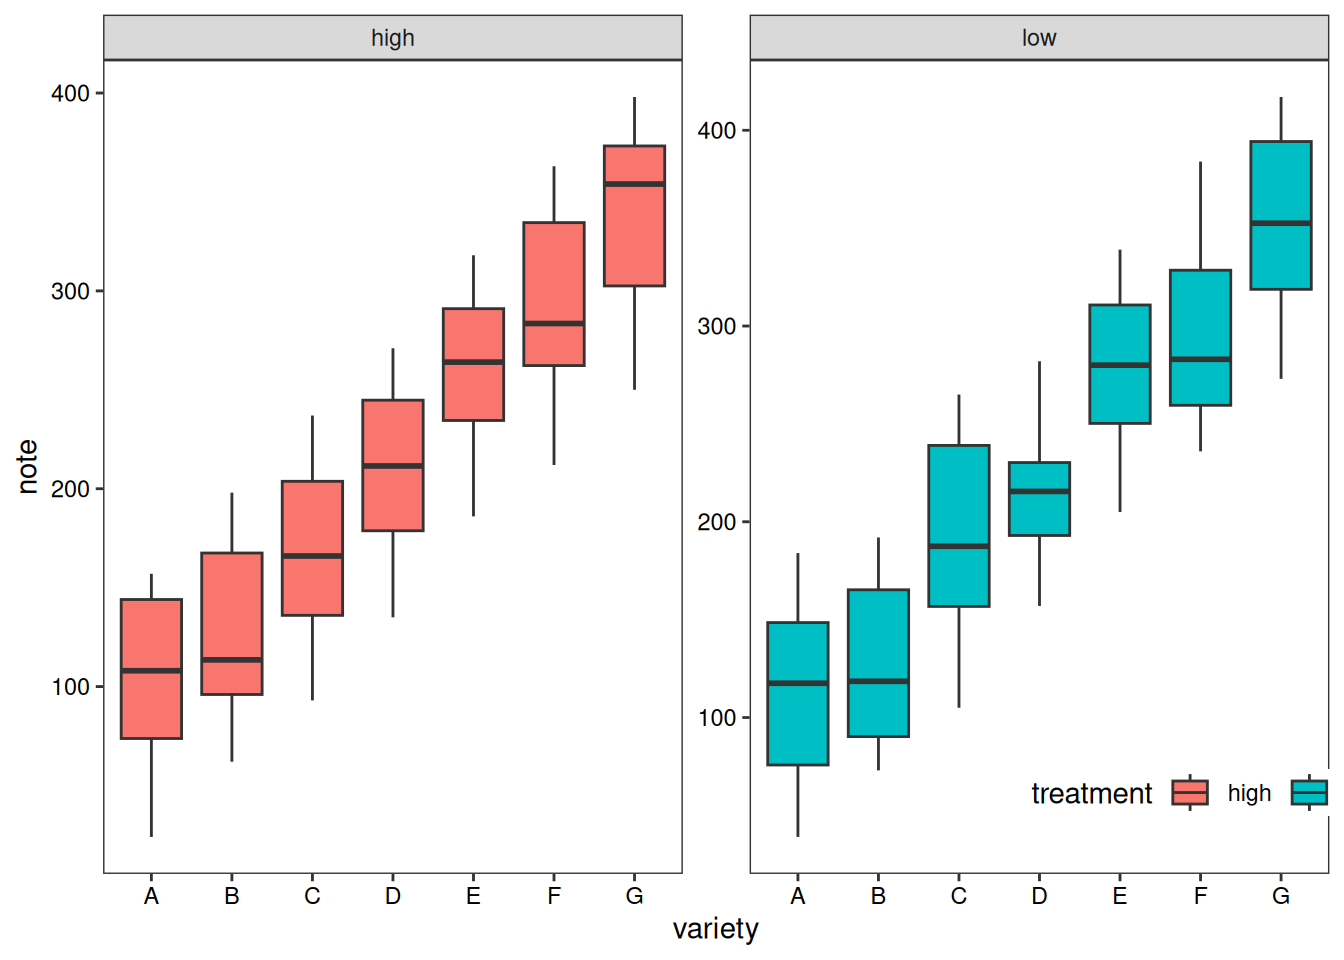 high
low
400
300
200
100
400
300
200
100
note
treatment high
A B C D E F G
A B C D E F G
variety